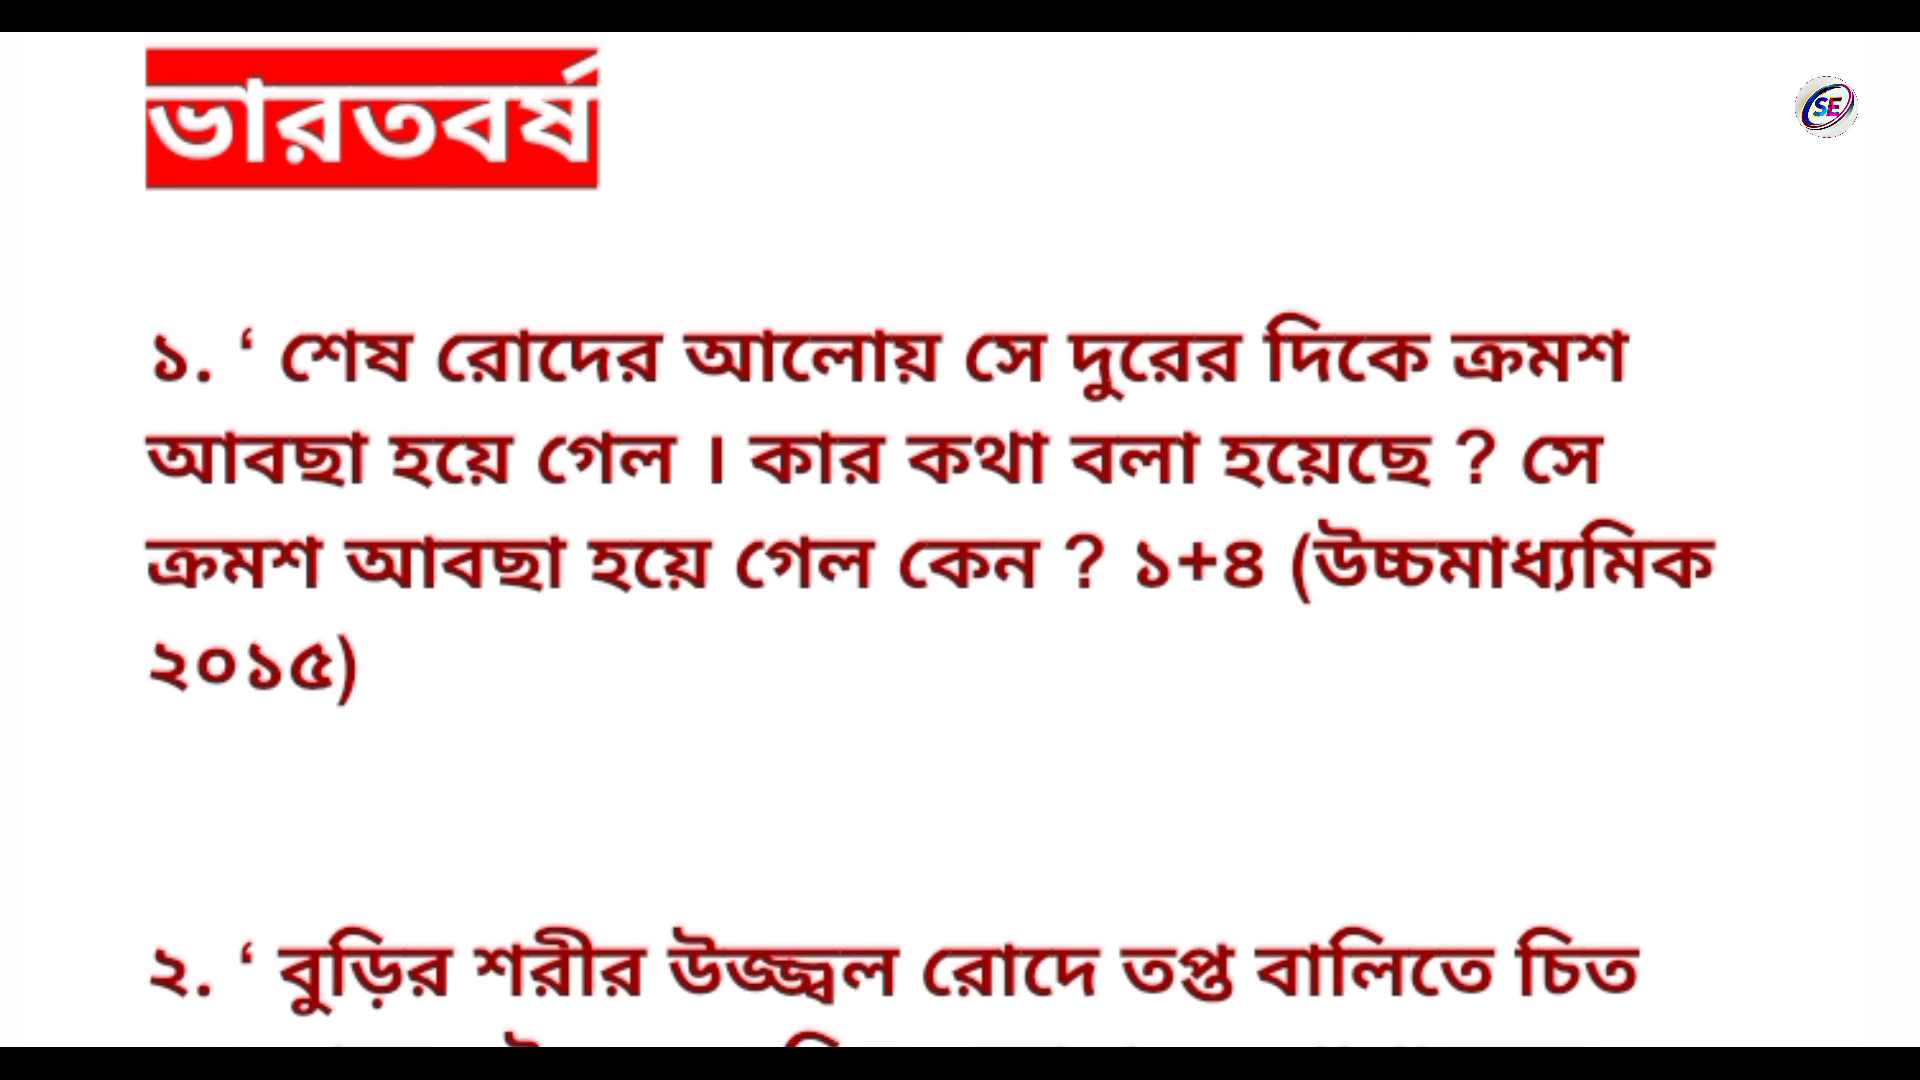 ভারতবর্ষ
SE
১. ‘ শেষ রোদের আলোয় সে দুরের দিকে ক্রমশ
আবছা হয়ে গেল । কার কথা বলা হয়েছে ? সে
ক্রমশ আবছা হয়ে গেল কেন ? ১+৪ (উচ্চমাধ্যমিক
২০১৫)
২. ‘ বুড়ির শরীর উজ্জ্বল রোদে তপ্ত বালিতে চিত